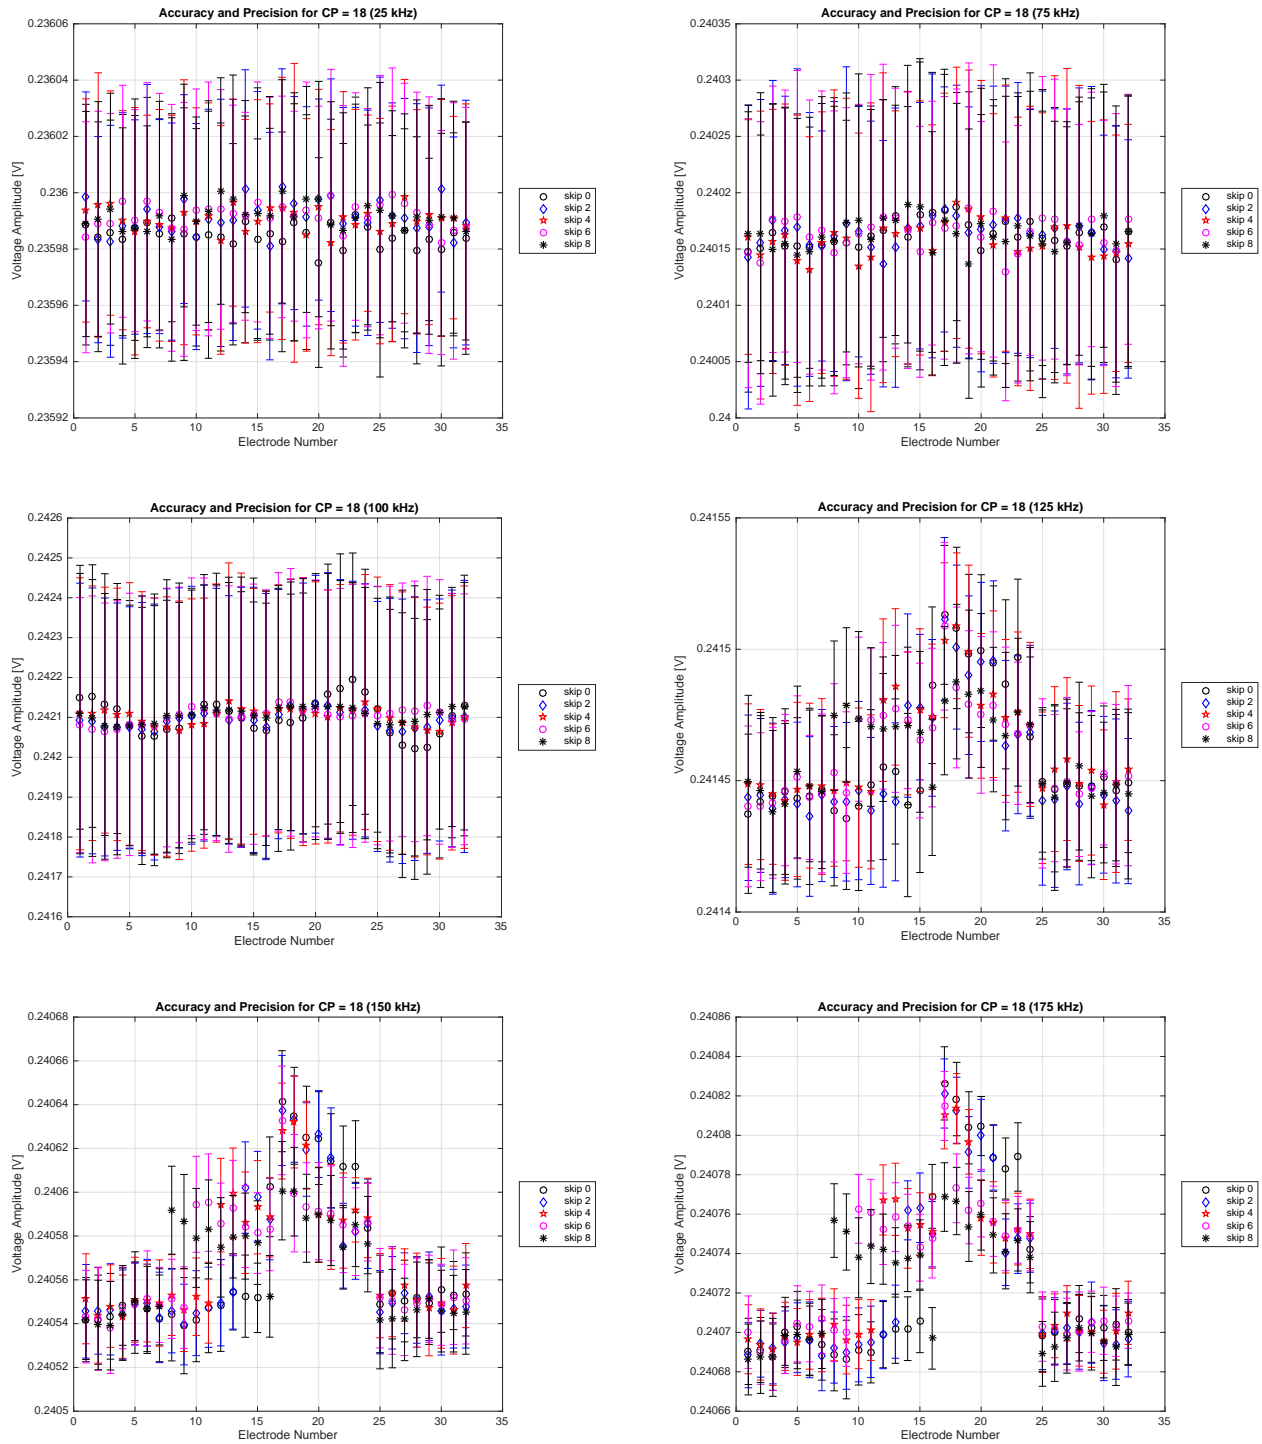 Accuracy and Precision for CP = 18 (25 kHz)
0.23606
0.23604
0.23602
0.236
0.23598
0.23596
0.23594
0.23592
Voltage Amplitude [V]
0 5 10 15 20 25 30 35
Electrode Number
skip 0
skip 2
skip 4
skip 6
skip 8
Accuracy and Precision for CP = 18 (75 kHz)
0.24035
0.2403
0.24025
0.2402
0.24015
0.2401
0.24005
0.24
Voltage Amplitude [V]
0 5 10 15 20 25 30 35
Electrode Number
skip 0
skip 2
skip 4
skip 6
skip 8
Accuracy and Precision for CP = 18 (100 kHz)
0.2426
0.2425
0.2424
0.2423
0.2422
0.2421
0.242
0.2419
0.2418
0.2417
0.2416
Voltage Amplitude [V]
0 5 10 15 20 25 30 35
Electrode Number
skip 0
skip 2
skip 4
skip 6
skip 8
Accuracy and Precision for CP = 18 (125 kHz)
0.24155
0.2415
0.24145
0.2414
Voltage Amplitude [V]
0 5 10 15 20 25 30 35
Electrode Number
skip 0
skip 2
skip 4
skip 6
skip 8
Accuracy and Precision for CP = 18 (150 kHz)
0.24068
0.24066
0.24064
0.24062
0.2406
0.24058
0.24056
0.24054
0.24052
0.2405
Voltage Amplitude [V]
0 5 10 15 20 25 30 35
Electrode Number
skip 0
skip 2
skip 4
skip 6
skip 8
Accuracy and Precision for CP = 18 (175 kHz)
0.24086
0.24084
0.24082
0.2408
0.24078
0.24076
0.24074
0.24072
0.2407
0.24068
0.24066
Voltage Amplitude [V]
0 5 10 15 20 25 30 35
Electrode Number
skip 0
skip 2
skip 4
skip 6
skip 8